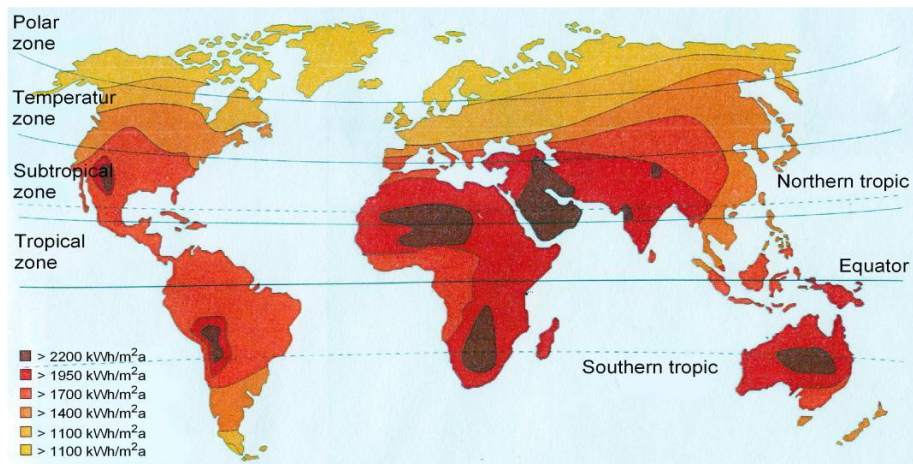 Polar
zone
Temperatur
zone
Subtropical
zone
Northern tropic
Tropical
zone
Equator
Southern tropic
> 2200 kWh/m²a
> 1950 kWh/m²a
> 1700 kWh/m²a
> 1400 kWh/m²a
> 1100 kWh/m²a
> 1100 kWh/m²a